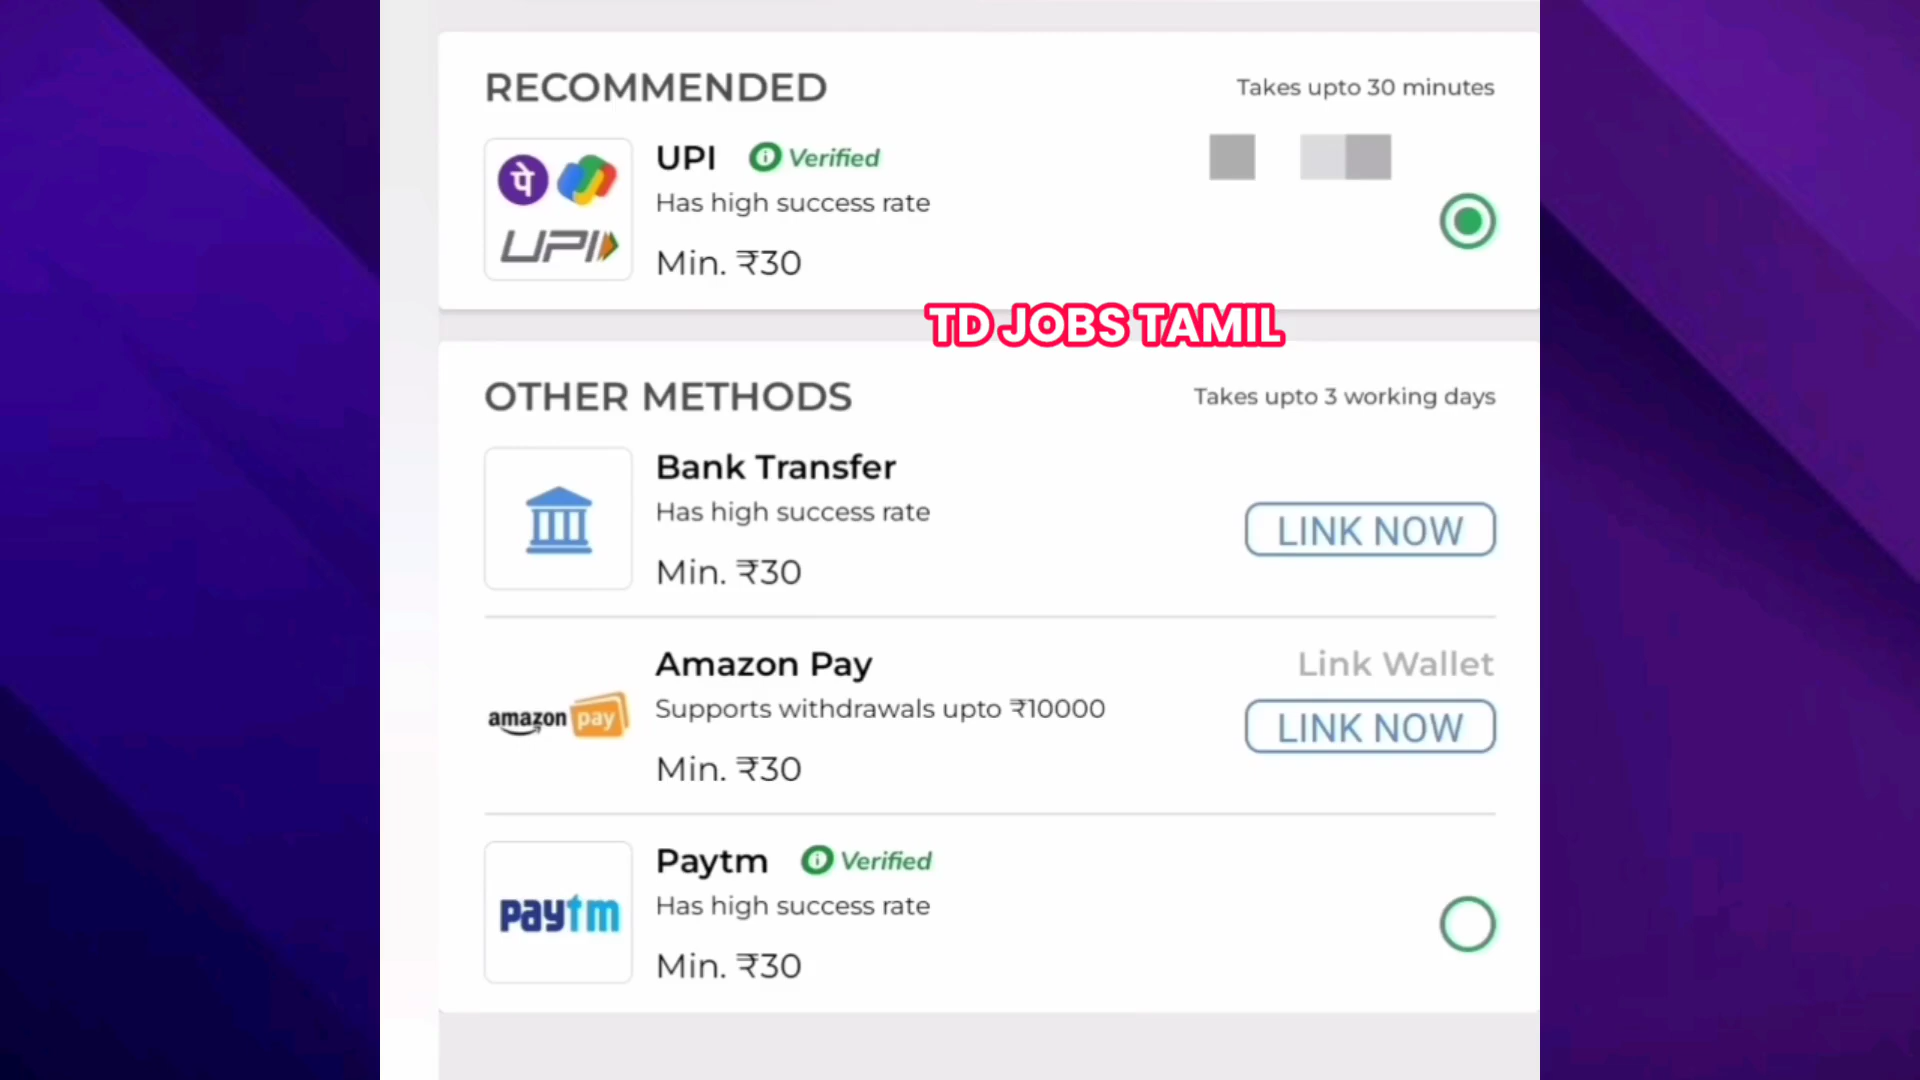 RECOMMENDED
Takes upto 30 minutes
पे
UPI
UPI
Verified
Has high success rate
Min. ₹30
TD JOBS TAMIL
OTHER METHODS
Takes upto 3 working days
Bank Transfer
Has high success rate
LINK NOW
Min. ₹30
amazon pay
Amazon Pay
Link Wallet
Supports withdrawals upto ₹10000
LINK NOW
Min. ₹30
paytm
Paytm
Verified
Has high success rate
Min. ₹30